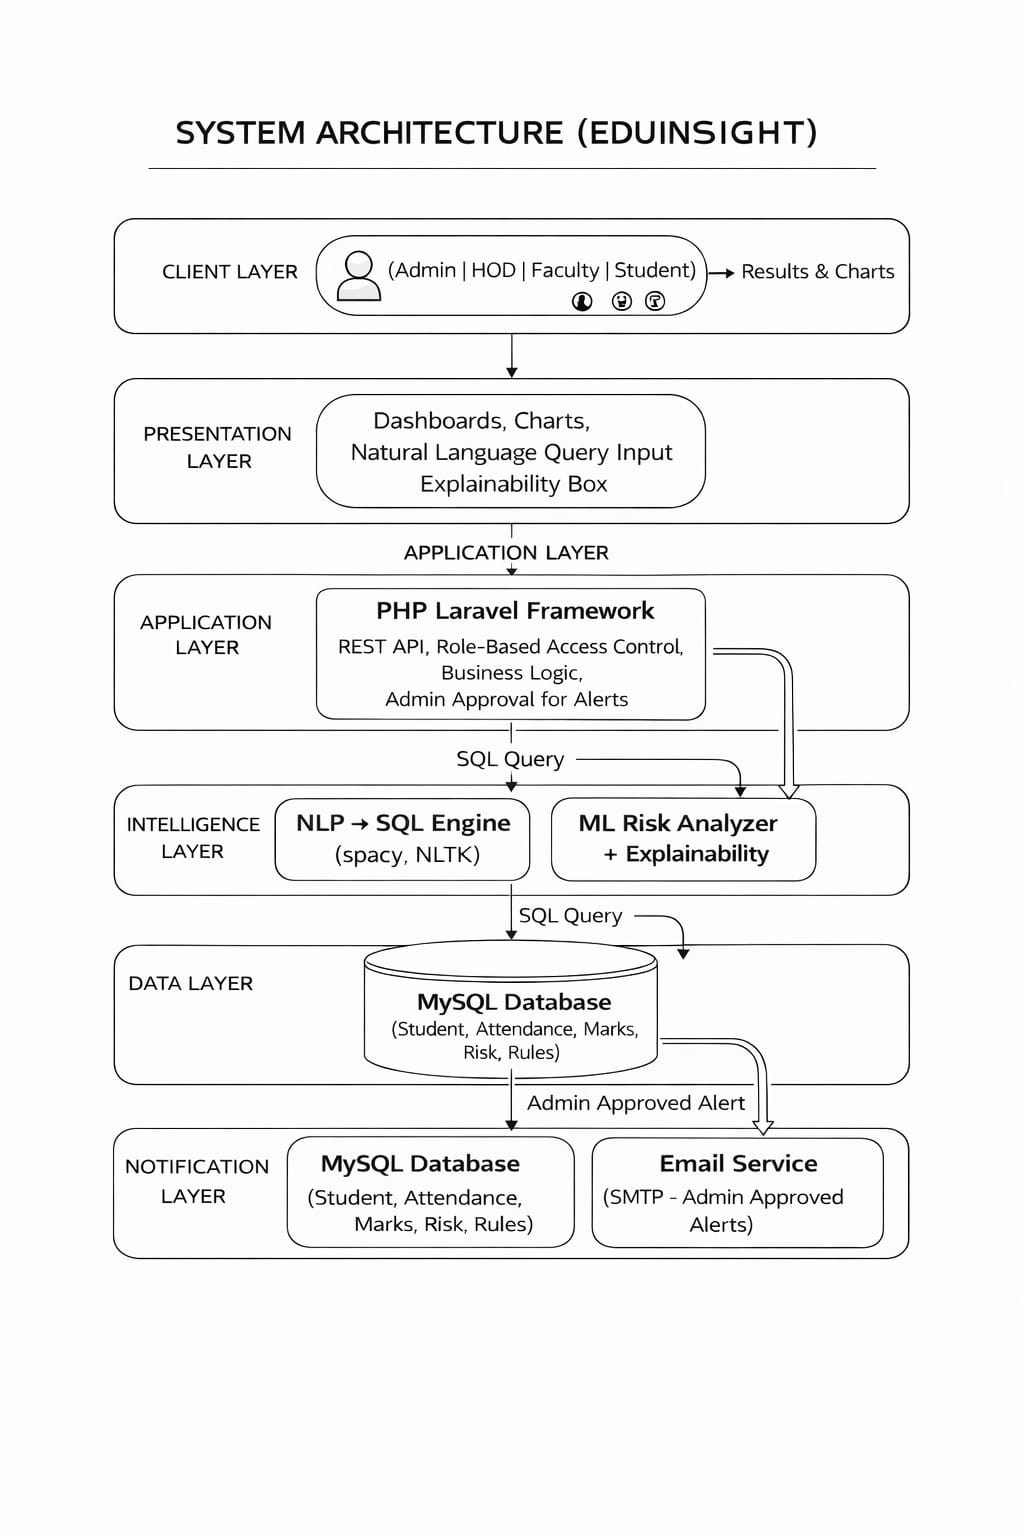 SYSTEM ARCHITECTURE (EDUINSIGHT)
CLIENT LAYER
(Admin | HOD | Faculty | Student)
Results & Charts
PRESENTATION
LAYER
Dashboards, Charts,
Natural Language Query Input
Explainability Box
APPLICATION LAYER
APPLICATION
LAYER
PHP Laravel Framework
REST API, Role-Based Access Control,
Business Logic,
Admin Approval for Alerts
SQL Query
INTELLIGENCE
LAYER
NLP → SQL Engine
(spacy, NLTK)
ML Risk Analyzer
+ Explainability
SQL Query
DATA LAYER
MySQL Database
(Student, Attendance, Marks,
Risk, Rules)
Admin Approved Alert
NOTIFICATION
LAYER
MySQL Database
(Student, Attendance,
Marks, Risk, Rules)
Email Service
(SMTP - Admin Approved
Alerts)